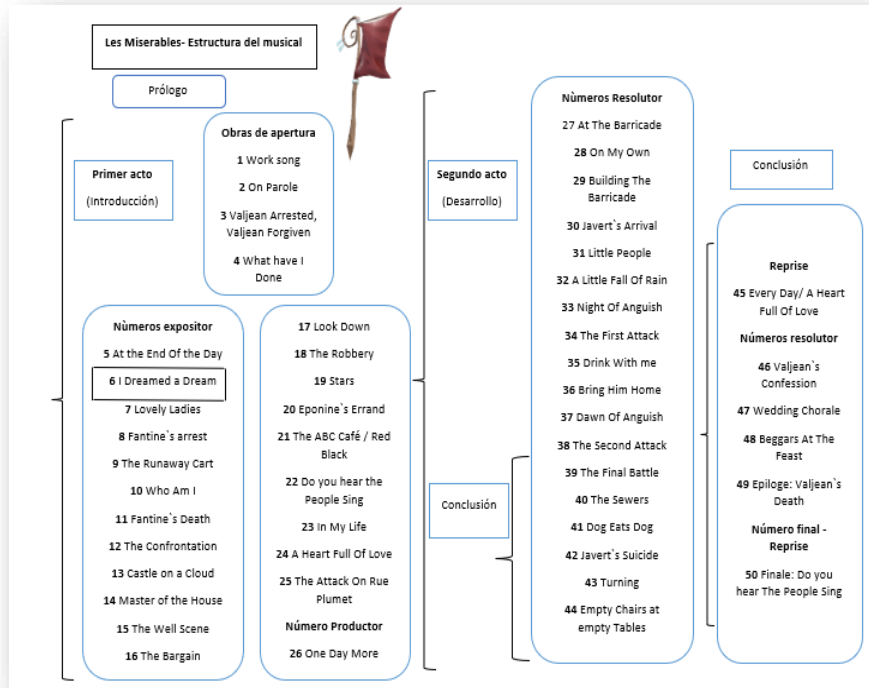 Les Miserables- Estructura del musical
Prólogo
Primer acto
(Introducción)
Obras de apertura
1 Work song
2 On Parole
3 Valjean Arrested,
Valjean Forgiven
4 What have I
Done
Nùmeros expositor
5 At the End Of the Day
6 I Dreamed a Dream
7 Lovely Ladies
8 Fantine`s arrest
9 The Runaway Cart
10 Who Am I
11 Fantine`s Death
12 The Confrontation
13 Castle on a Cloud
14 Master of the House
15 The Well Scene
16 The Bargain
17 Look Down
18 The Robbery
19 Stars
20 Eponine`s Errand
21 The ABC Café / Red
Black
22 Do you hear the
People Sing
23 In My Life
24 A Heart Full Of Love
25 The Attack On Rue
Plumet
Número Productor
26 One Day More
Segundo acto
(Desarrollo)
Nùmeros Resolutor
27 At The Barricade
28 On My Own
29 Building The
Barricade
30 Javert`s Arrival
31 Little People
32 A Little Fall Of Rain
33 Night Of Anguish
34 The First Attack
35 Drink With me
36 Bring Him Home
37 Dawn Of Anguish
38 The Second Attack
Conclusión
39 The Final Battle
40 The Sewers
41 Dog Eats Dog
42 Javert`s Suicide
43 Turning
44 Empty Chairs at
empty Tables
Conclusión
Reprise
45 Every Day/ A Heart
Full Of Love
Números resolutor
46 Valjean`s
Confession
47 Wedding Chorale
48 Beggars At The
Feast
49 Epiloge: Valjean`s
Death
Número final -
Reprise
50 Finale: Do you
hear The People Sing